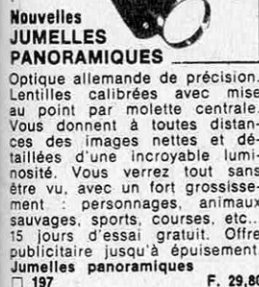 Nouvelles
JUMELLES
PANORAMIQUES
Optique allemande de précision.
Lentilles calibrées avec mise
au point par molette centrale.
Vous donnent à toutes distan-
ces des images nettes et dé-
taillées d'une incroyable lumi-
nosité. Vous verrez tout sans
être vu, avec un fort grossisse-
ment : personnages, animaux
sauvages, sports, courses, etc..
15 jours d'essai gratuit. Offre
publicitaire jusqu'à épuisement.
Jumelles panoramiques
□ 197 F. 29,80